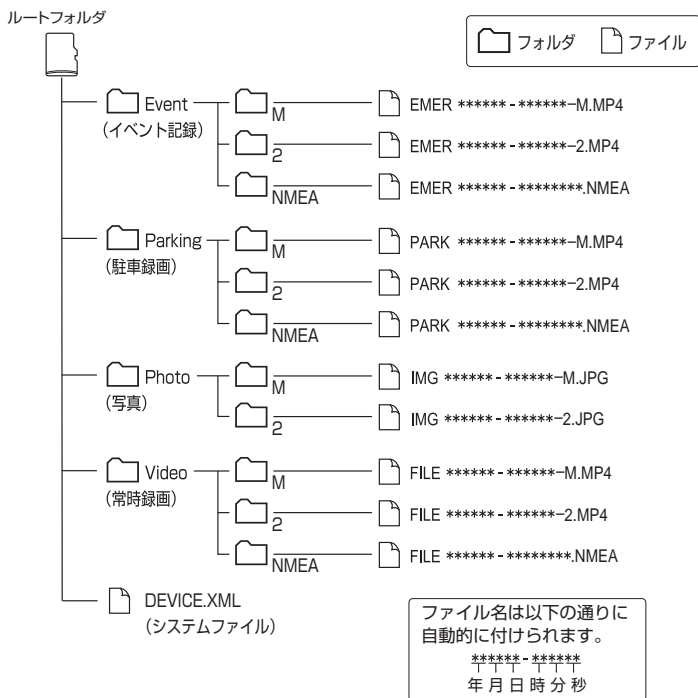 ルートフォルダ
フォルダ ファイル
Event M EMER ****** - ******-M.MP4
(イベント記録)
2 EMER ****** - ******-2.MP4
NMEA EMER ****** - ********.NMEA
Parking M PARK ****** - ******-M.MP4
(駐車録画)
2 PARK ****** - ******-2.MP4
NMEA PARK ****** - ********.NMEA
Photo M IMG ****** - ******-M.JPG
(写真)
2 IMG ****** - ******-2.JPG
Video M FILE ****** - ******-M.MP4
(常時録画)
2 FILE ****** - ******-2.MP4
NMEA FILE ****** - ********.NMEA
DEVICE.XML
(システムファイル)
ファイル名は以下の通りに
自動的に付けられます。
****** - ******
年月日時分秒